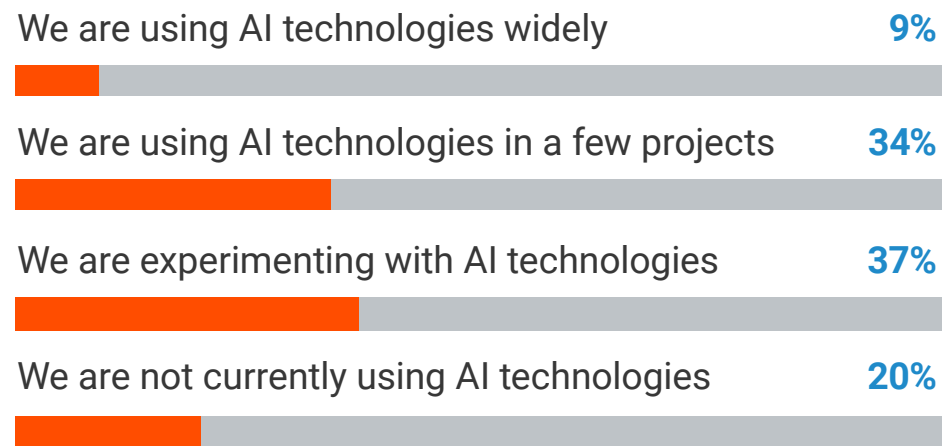 We are using AI technologies widely 9%
We are using AI technologies in a few projects 34%
We are experimenting with AI technologies 37%
We are not currently using AI technologies 20%